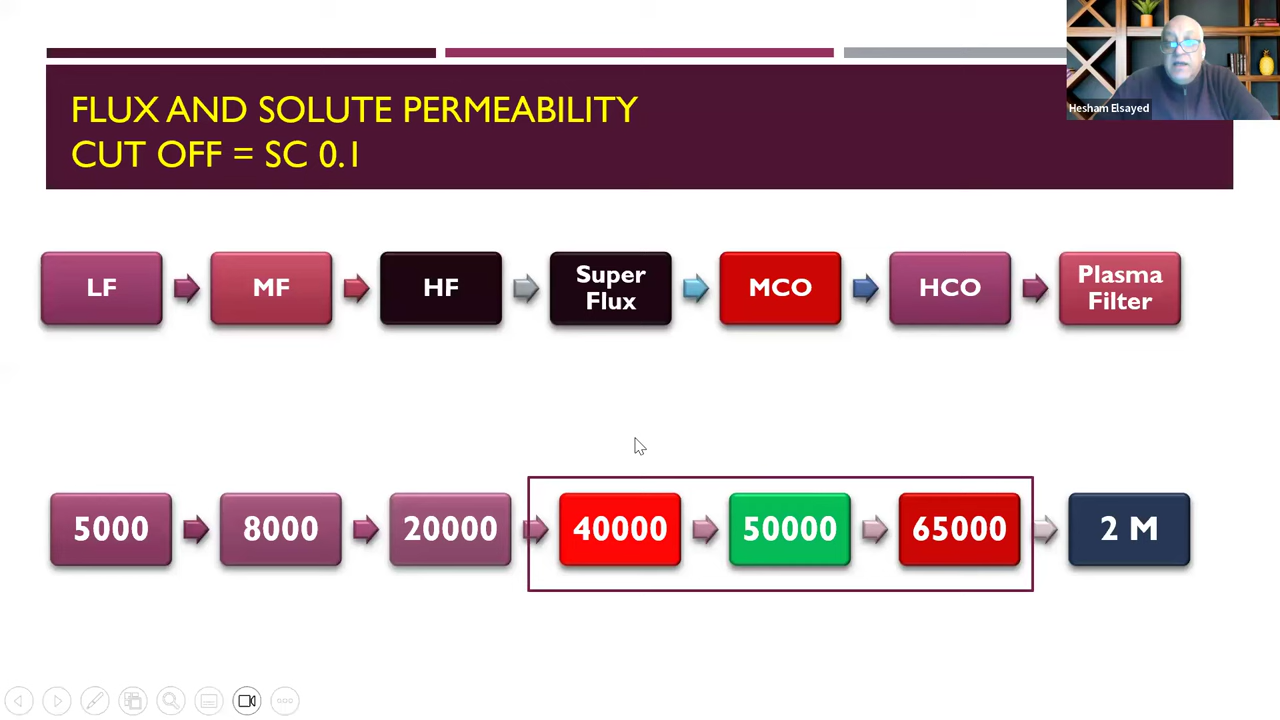 Hesham Elsayed
FLUX AND SOLUTE PERMEABILITY
CUT OFF = SC 0.1
LF
MF
HF
Super
Flux
MCO
HCO
Plasma
Filter
5000
8000
20000
40000
50000
65000
2 M